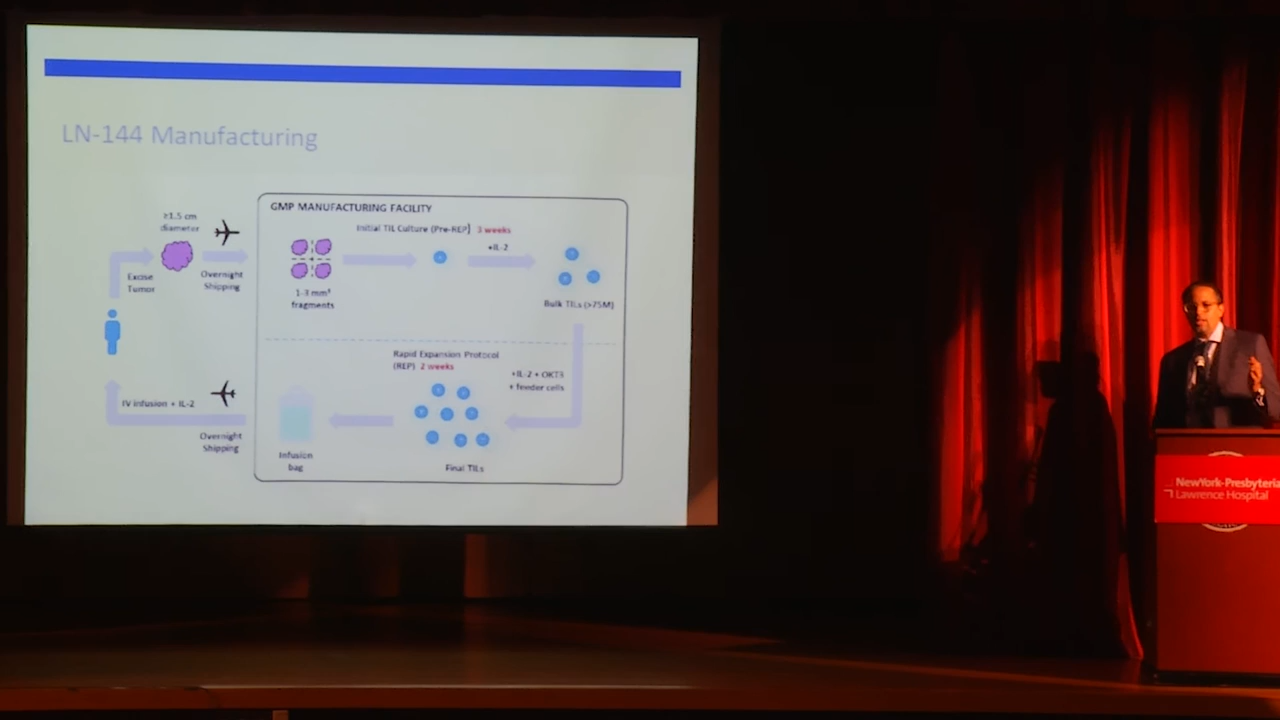 LN-144 Manufacturing
≥1.5 cm
diameter
Excise
Tumor
Overnight
Shipping
GMP MANUFACTURING FACILITY
Initial TIL Culture (Pre-REP) 3 weeks
+IL-2
1-3 mm³
fragments
Bulk TILs (>75M)
Rapid Expansion Protocol
(REP) 2 weeks
+IL-2 + OKT3
+ feeder cells
IV infusion + IL-2
Overnight
Shipping
Infusion
bag
Final TILs
Lawrence Hospital